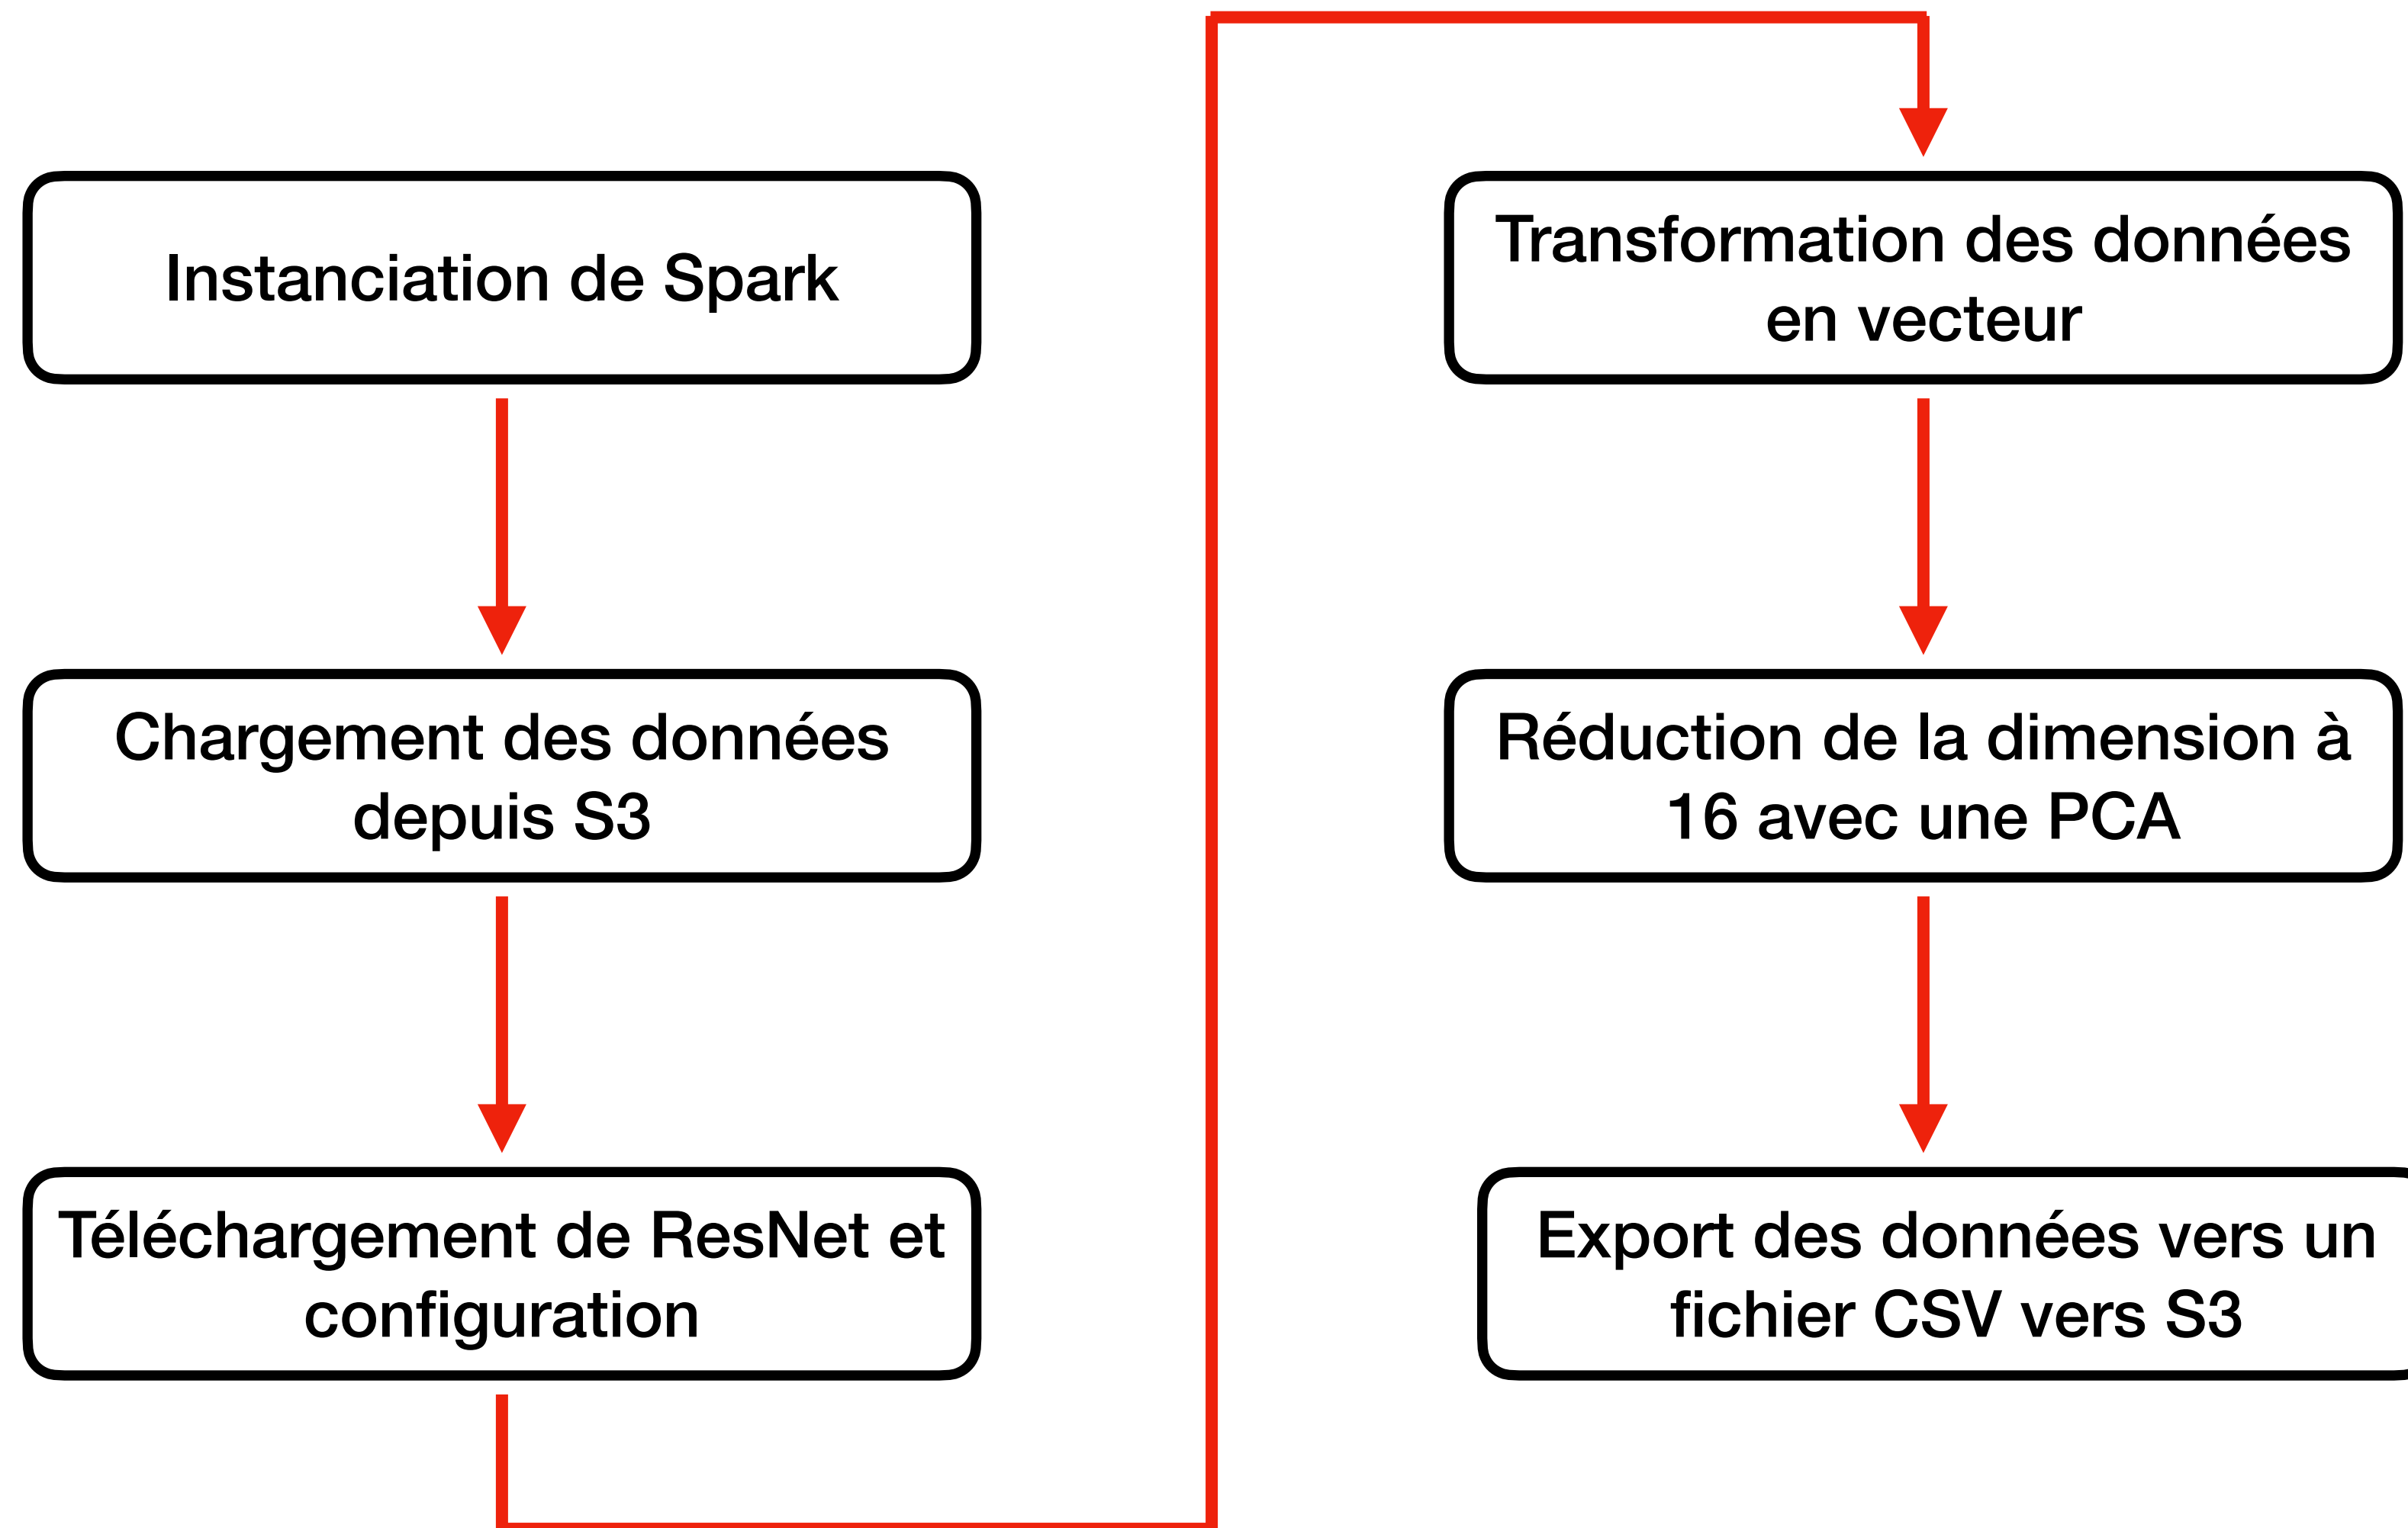 Instanciation de Spark
Chargement des données
depuis S3
Téléchargement de ResNet et
configuration
Transformation des données
en vecteur
Réduction de la dimension à
16 avec une PCA
Export des données vers un
fichier CSV vers S3